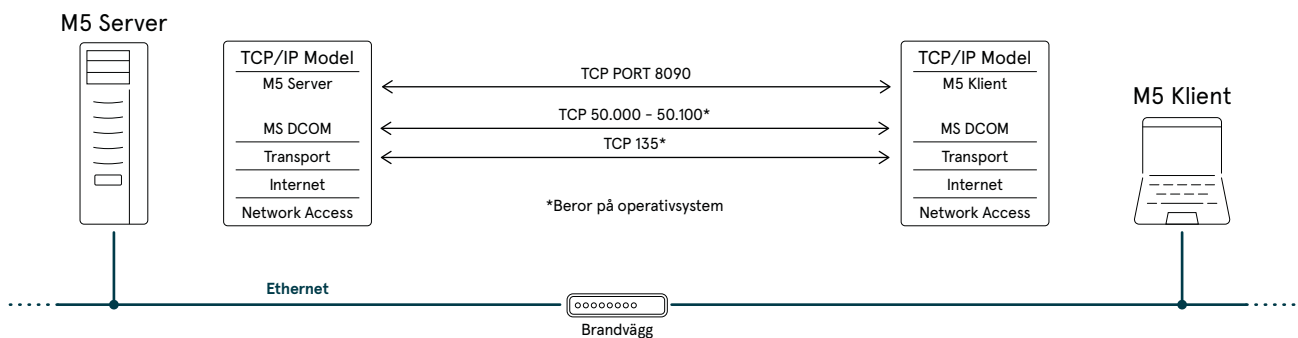 M5 Server
TCP/IP Model
M5 Server
MS DCOM
Transport
Internet
Network Access
TCP PORT 8090
TCP 50.000 - 50.100*
TCP 135*
*Beror på operativsystem
TCP/IP Model
M5 Klient
MS DCOM
Transport
Internet
Network Access
M5 Klient
Ethernet
Brandvägg